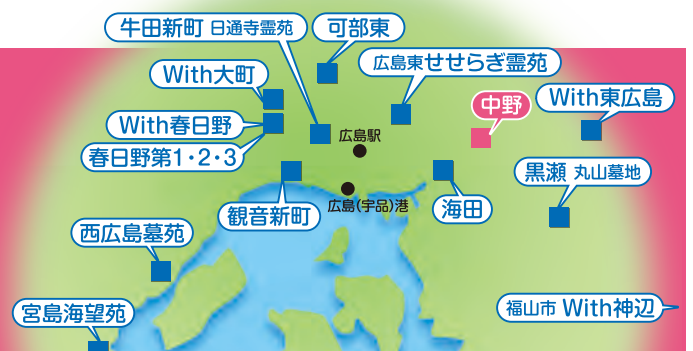 牛田新町 日通寺霊苑
可部東
広島東せせらぎ霊苑
With大町
With東広島
中野
With春日野
広島駅
春日野第1・2・3
黒瀬 丸山墓地
観音新町
広島(宇品)港
海田
西広島墓苑
宮島海望苑
福山市 With神辺